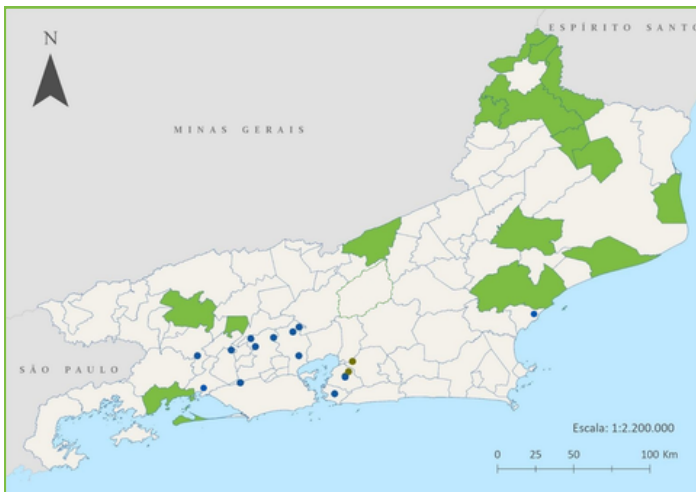 ESPÍRITO SANTO
N
MINAS GERAIS
SÃO PAULO
Escala: 1:2.200.000
0 25 50 100 Km